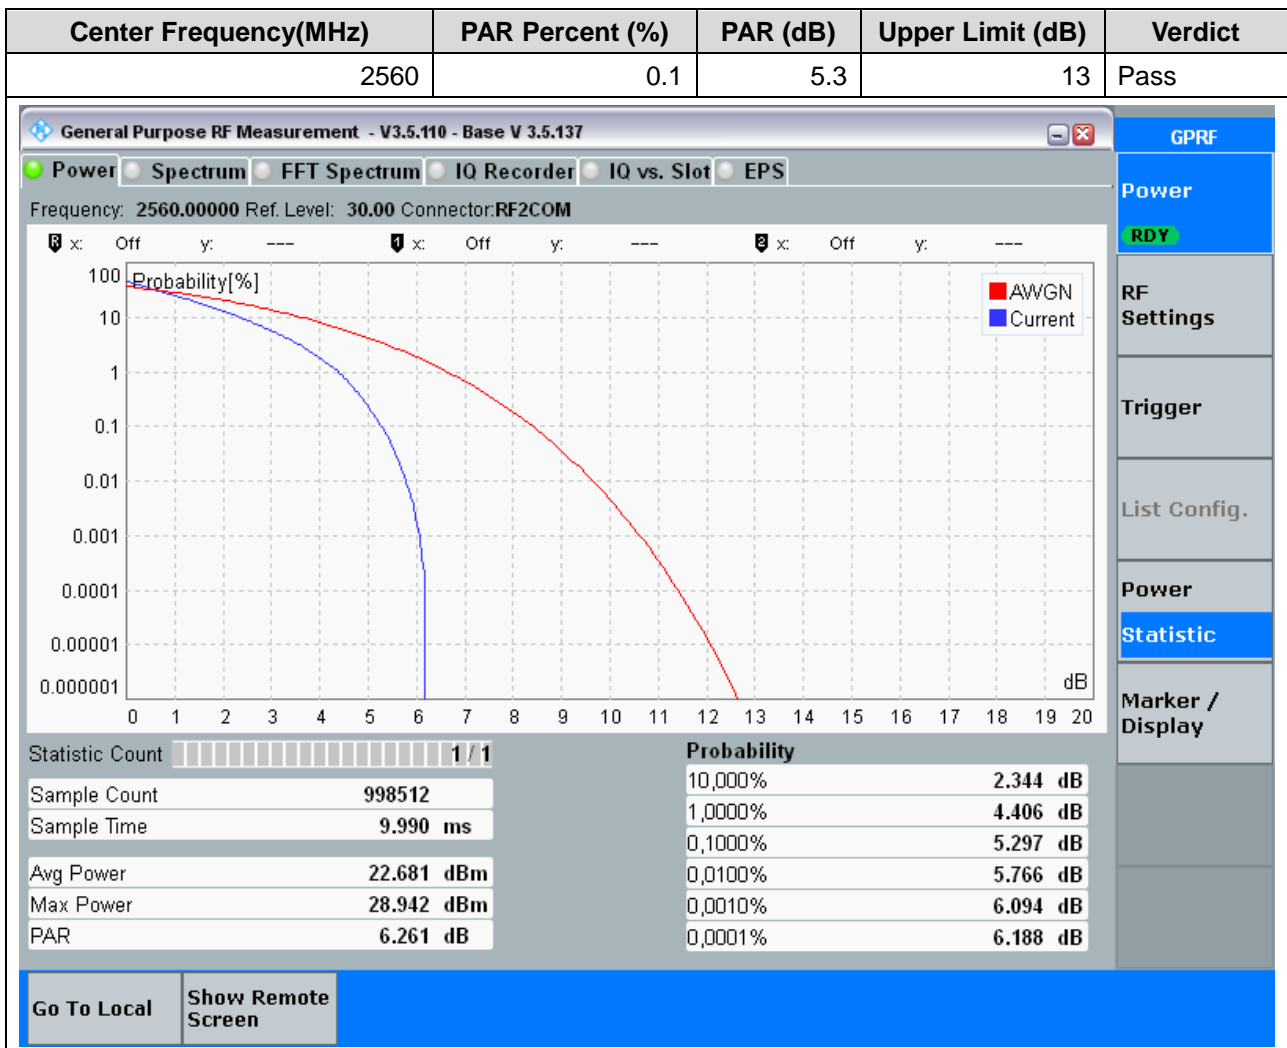 Center Frequency(MHz) PAR Percent (%) PAR (dB) Upper Limit (dB) Verdict
2560 0.1 5.3 13 Pass
General Purpose RF Measurement - V3.5.110 - Base V 3.5.137
GPRF
Power Spectrum FFT Spectrum IQ Recorder IQ vs. Slot EPS
Frequency: 2560.00000 Ref. Level: 30.00 Connector:RF2COM
R x: Off y: --- 1 x: Off y: --- 2 x: Off y: ---
Probability[%]
100
10
1
0.1
0.01
0.001
0.0001
0.00001
0.000001
AWGN
Current
dB
0 1 2 3 4 5 6 7 8 9 10 11 12 13 14 15 16 17 18 19 20
Statistic Count 1 / 1
Sample Count 998512
Sample Time 9.990 ms
Avg Power 22.681 dBm
Max Power 28.942 dBm
PAR 6.261 dB
Probability
10,000% 2.344 dB
1,0000% 4.406 dB
0,1000% 5.297 dB
0,0100% 5.766 dB
0,0010% 6.094 dB
0,0001% 6.188 dB
Power
RDY
RF
Settings
Trigger
List Config.
Power
Statistic
Marker /
Display
Go To Local
Show Remote
Screen